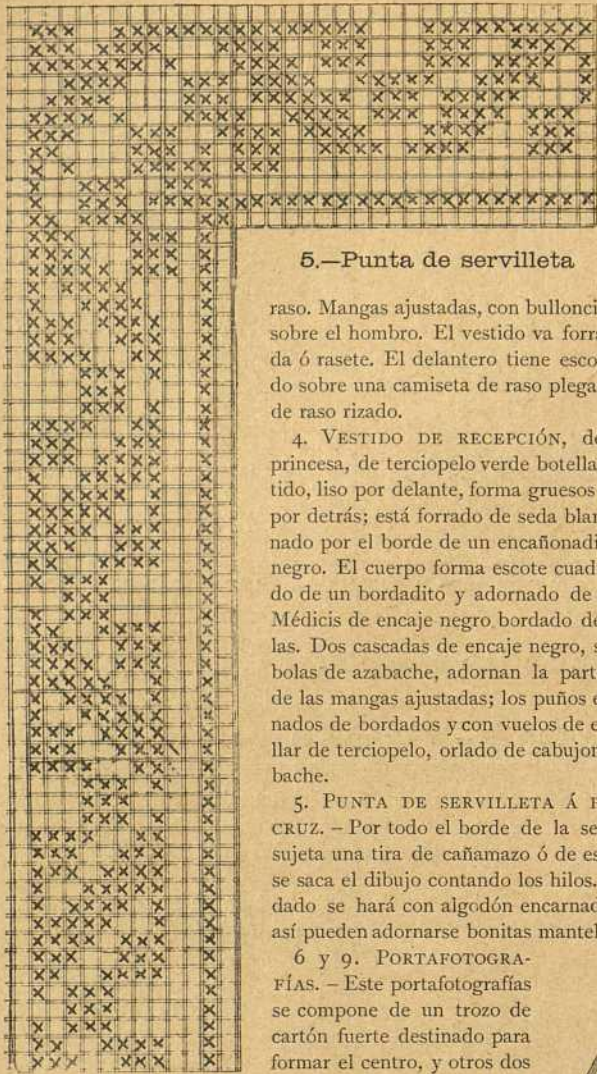 5.—Punta de servilleta
raso. Mangas ajustadas, con bullonci
sobre el hombro. El vestido va forra
da ó rasete. El delantero tiene esco
do sobre una camiseta de raso plega
de raso rizado.
4. VESTIDO DE RECEPCIÓN, de
princesa, de terciopelo verde botella
tido, liso por delante, forma gruesos
por detrás; está forrado de seda blan
nado por el borde de un encañonadi
negro. El cuerpo forma escote cuad
do de un bordadito y adornado de
Médicis de encaje negro bordado de
las. Dos cascadas de encaje negro, s
bolas de azabache, adornan la part
de las mangas ajustadas; los puños e
nados de bordados y con vuelos de e
llar de terciopelo, orlado de cabujon
bache.
5. PUNTA DE SERVILLETA Á P
CRUZ. – Por todo el borde de la se
sujeta una tira de cañamazo ó de es
se saca el dibujo contando los hilos.
dado se hará con algodón encarnad
así pueden adornarse bonitas mantel
6 y 9. PORTAFOTOGRA-
FÍAS. – Este portafotografías
se compone de un trozo de
cartón fuerte destinado para
formar el centro, y otros dos